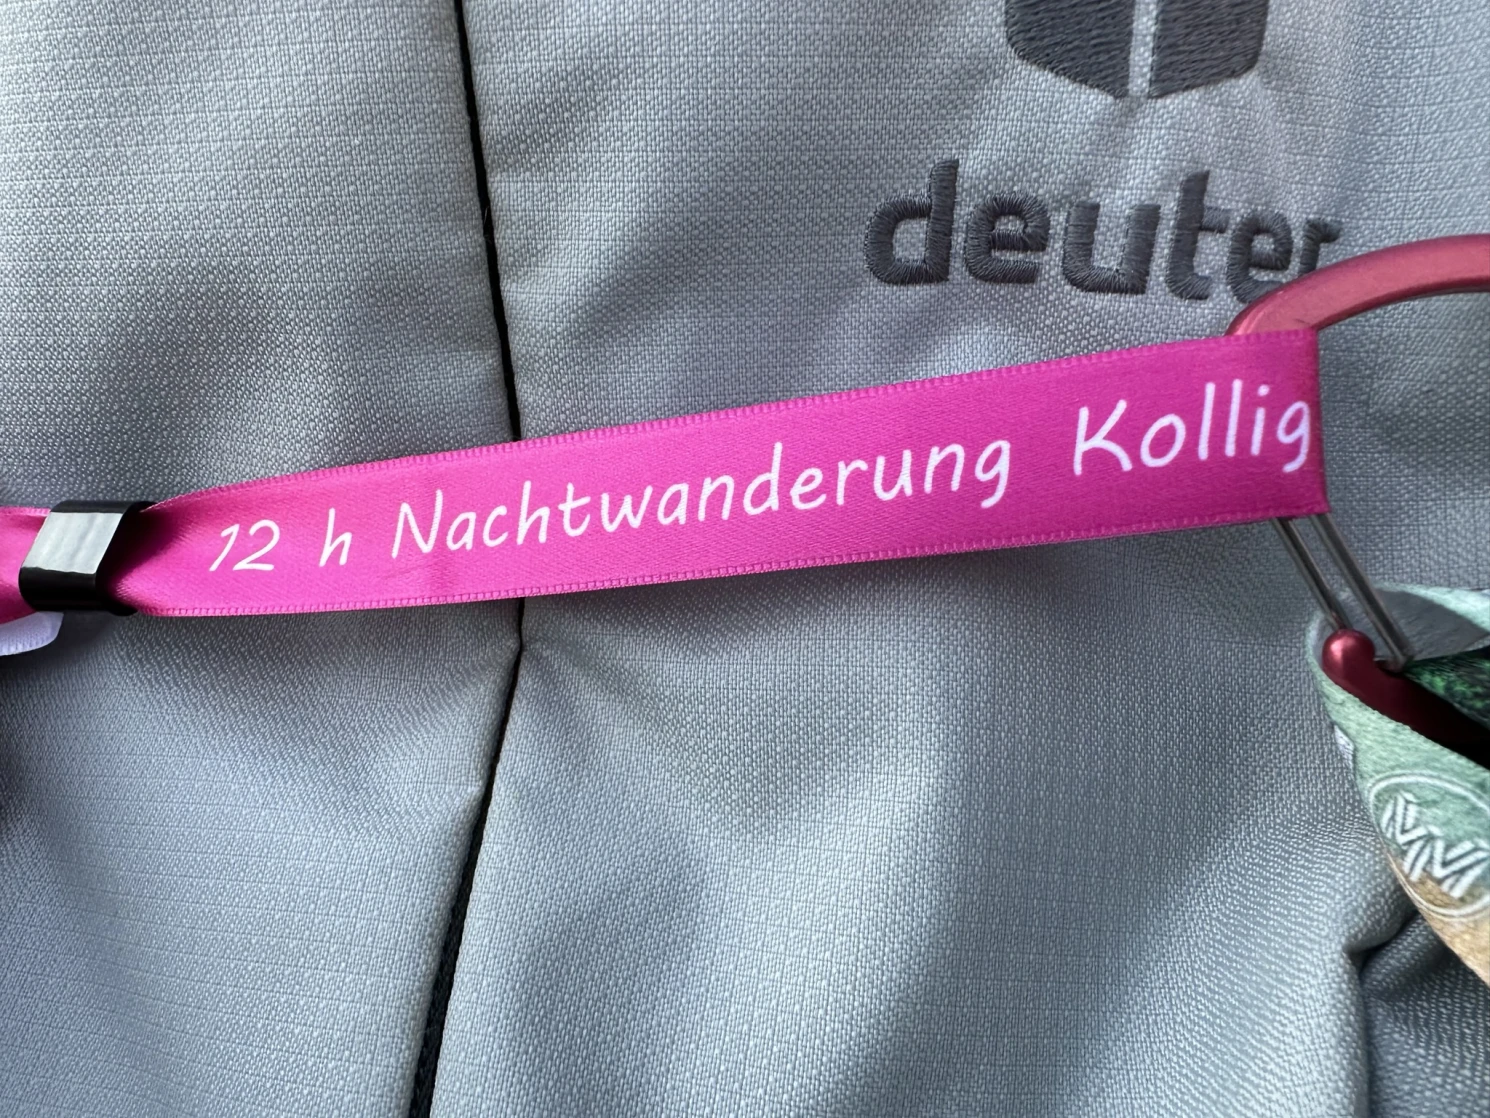 deuter
12 h Nachtwanderung Kollig